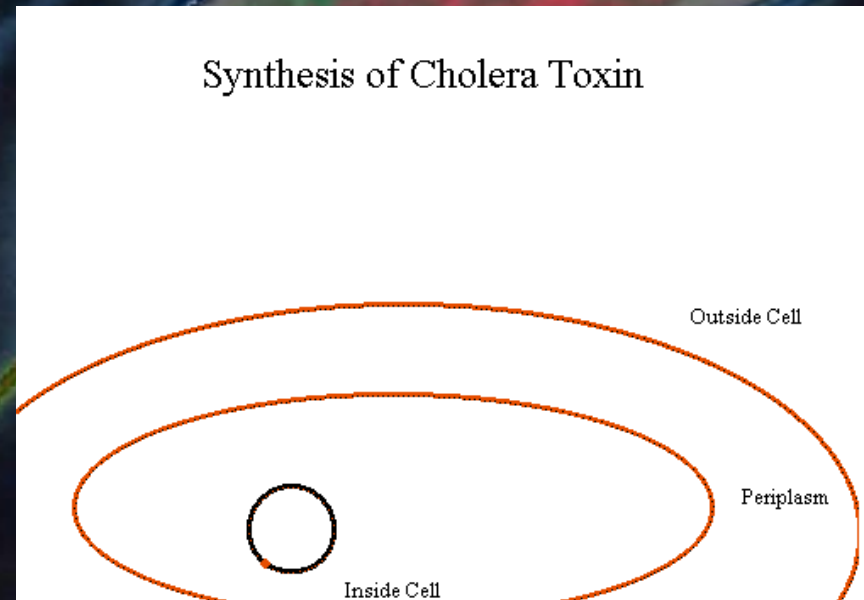 Synthesis of Cholera Toxin
Outside Cell
Periplasm
Inside Cell